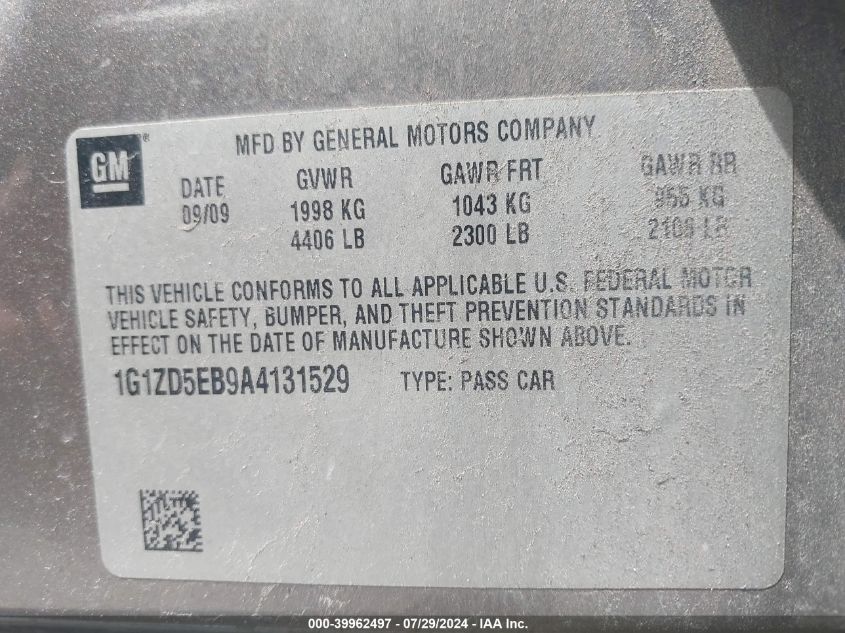 MFD BY GENERAL MOTORS COMPANY
GM®
DATE GVWR GAWR FRT GAWR RR
09/09 1998 KG 1043 KG 955 KG
4406 LB 2300 LB LB
THIS VEHICLE CONFORMS TO ALL APPLICABLE U.S. FEDERAL MOTOR
VEHICLE SAFETY, BUMPER, AND THEFT PREVENTION STANDARDS IN
EFFECT ON THE DATE OF MANUFACTURE SHOWN ABOVE.
1G1ZD5EB9A4131529 TYPE: PASS CAR
000-39962497 / 07/29/2024 - IAA Inc.